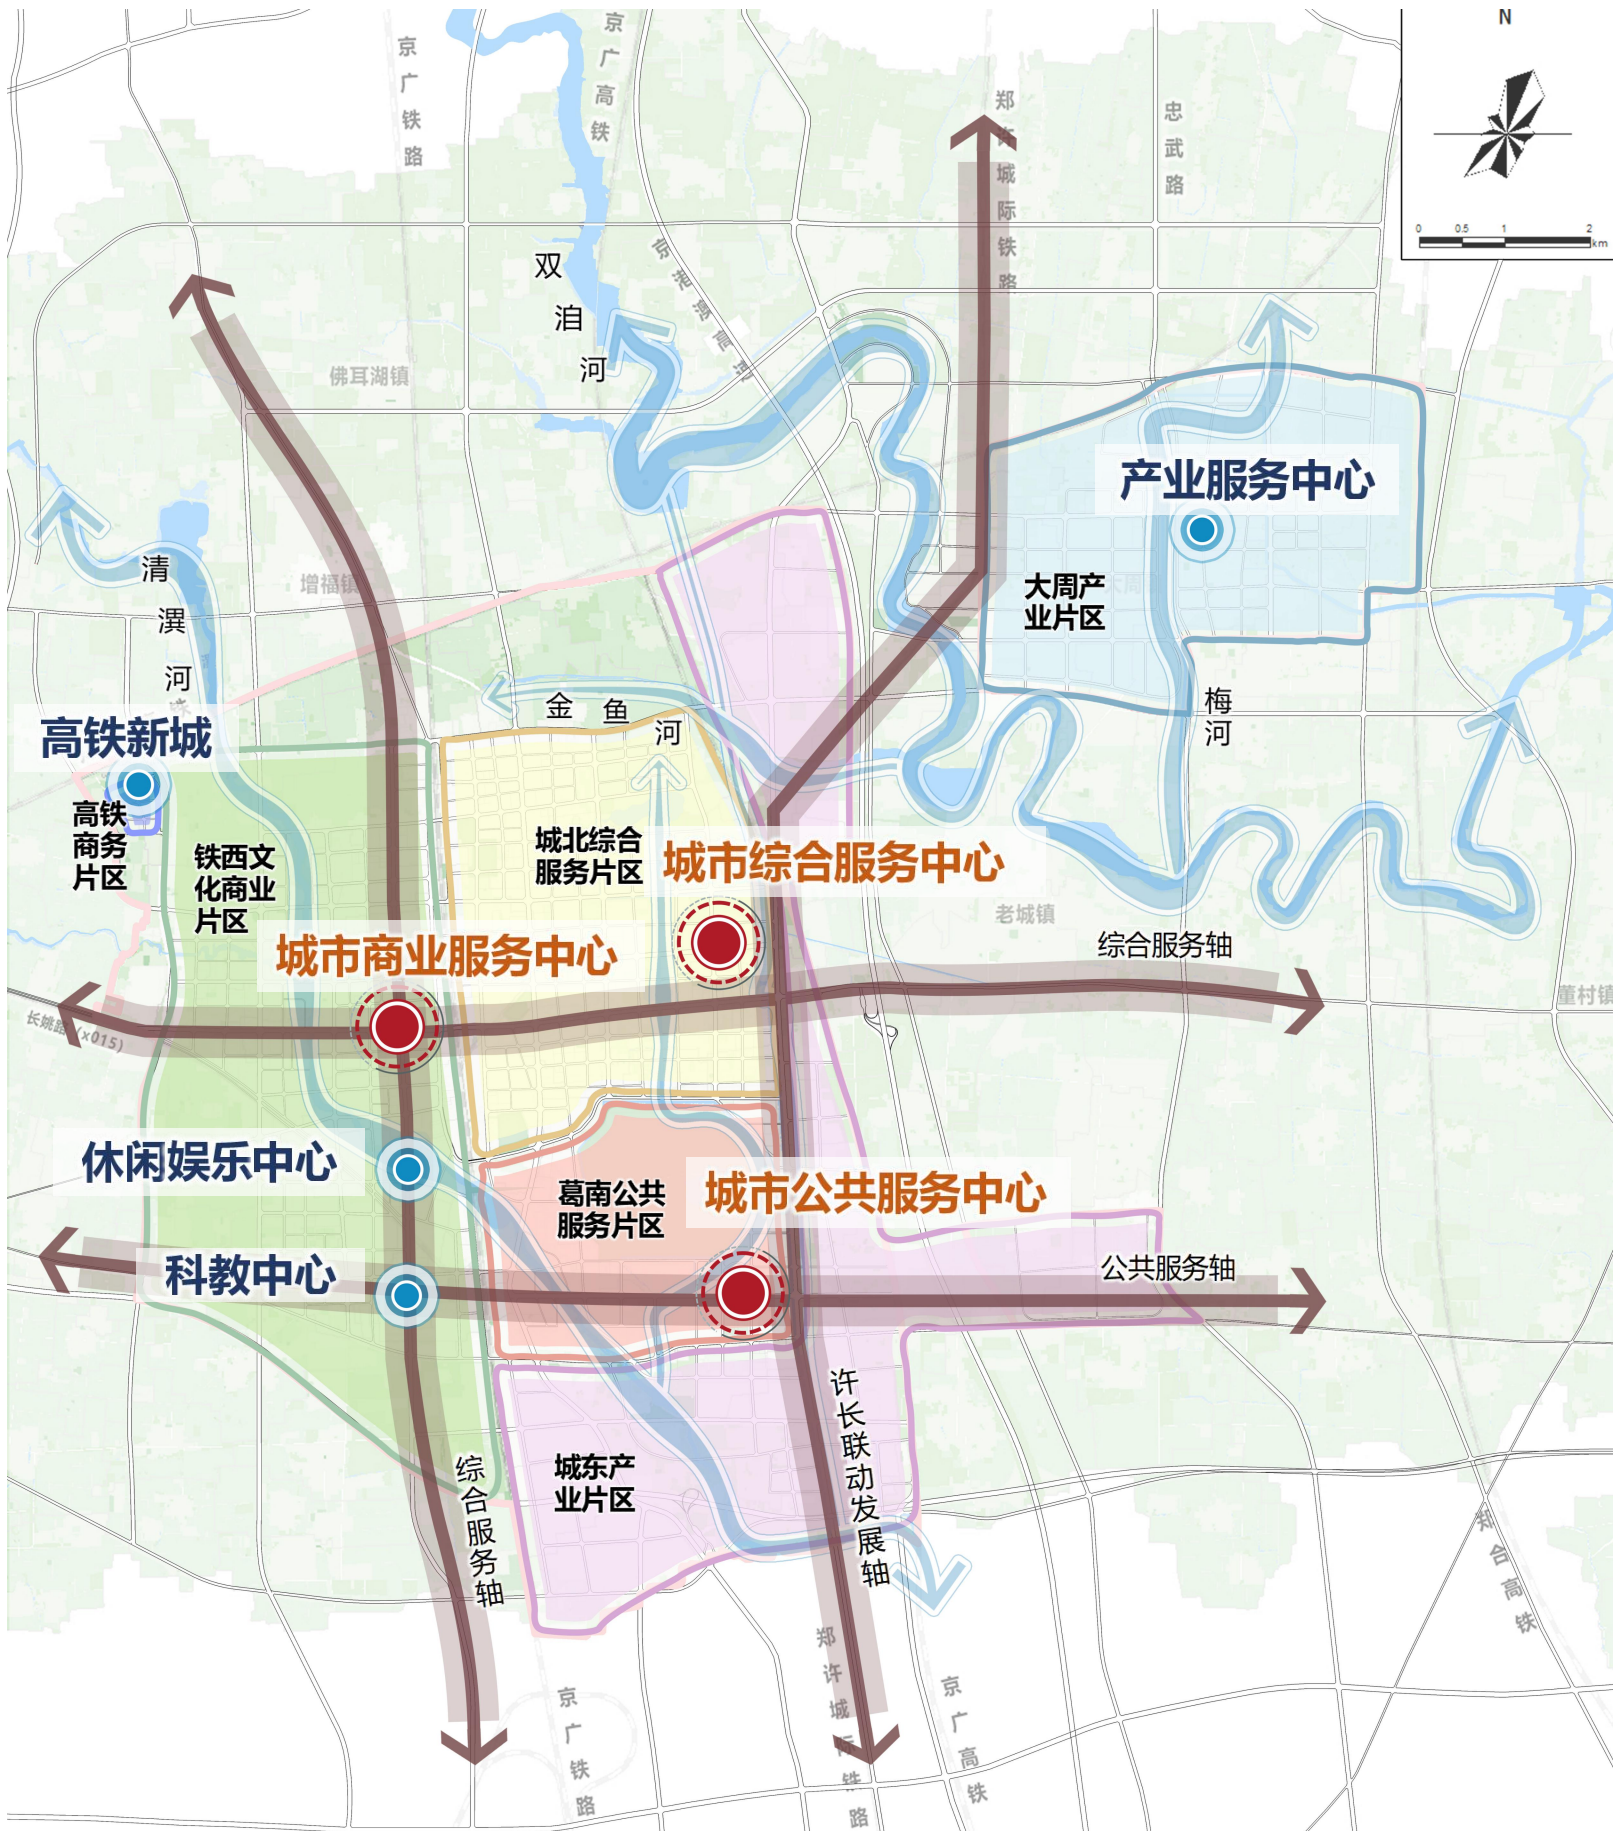 N
0 0.5 1 2
km
京广铁路
京广高铁
郑许城际铁路
忠武路
京港澳高速
双洎河
佛耳湖镇
产业服务中心
大周产
业片区
清潩河
增福镇
梅河
金鱼河
高铁新城
高铁
商务
片区
铁西文
化商业
片区
城北综合
服务片区
城市综合服务中心
老城镇
综合服务轴
城市商业服务中心
董村镇
长姚路(x015)
休闲娱乐中心
葛南公共
服务片区
城市公共服务中心
科教中心
公共服务轴
许长联动发展轴
综合服务轴
城东产
业片区
郑合高铁
郑许城际铁路
京广铁路
京广高铁